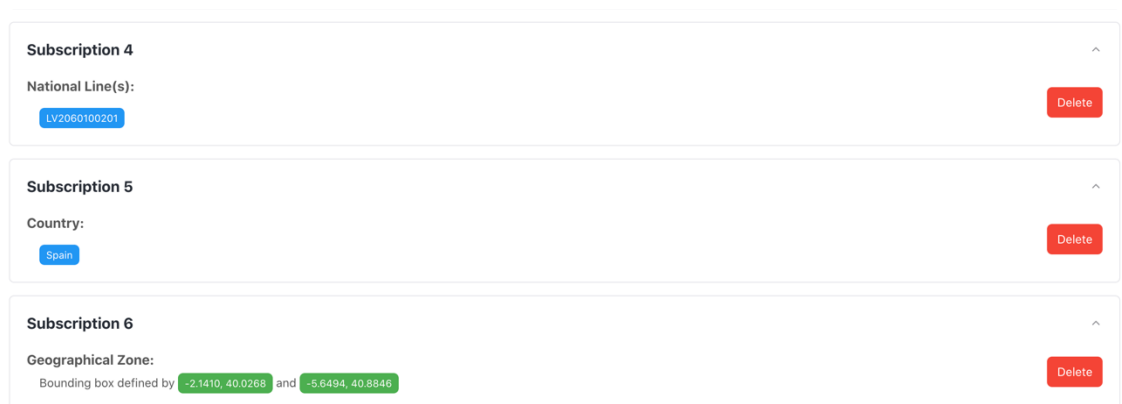 Subscription 4
National Line(s):
LV2060100201
Delete
Subscription 5
Country:
Spain
Delete
Subscription 6
Geographical Zone:
Bounding box defined by -2.1410, 40.0268 and -5.6494, 40.8846
Delete